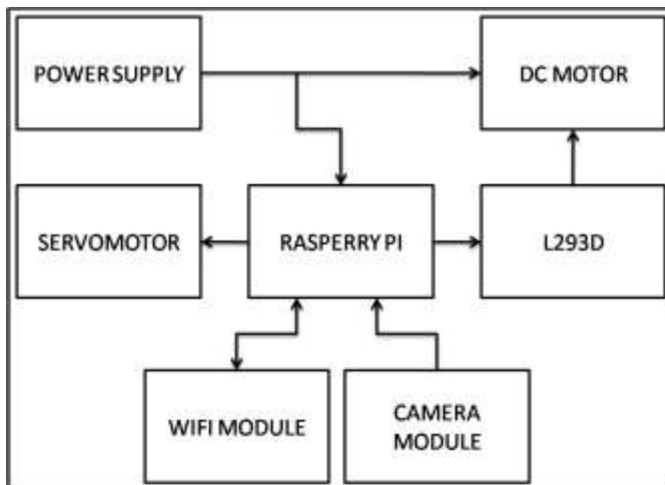 POWER SUPPLY
DC MOTOR
SERVOMOTOR
RASPERRY PI
L293D
WIFI MODULE
CAMERA
MODULE